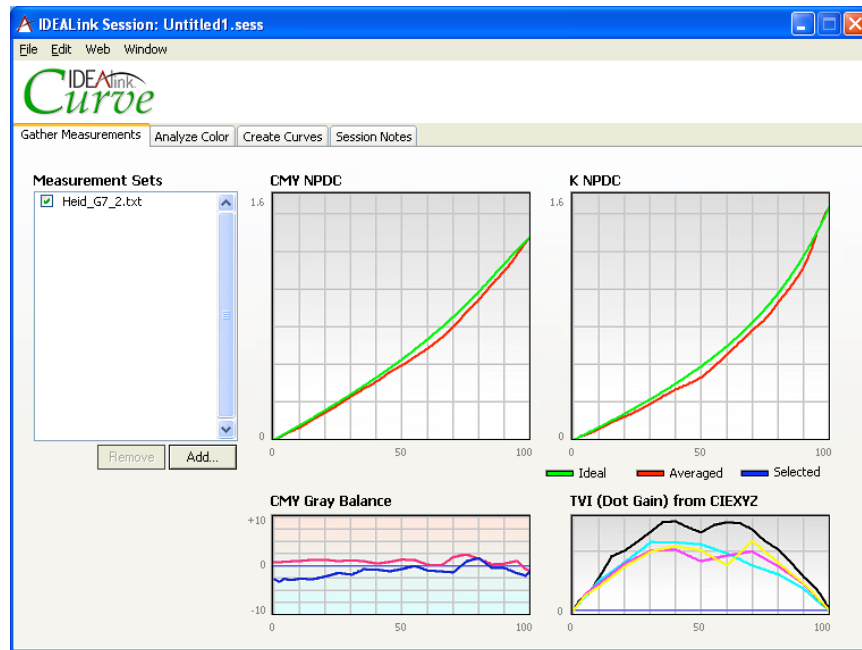 IDEALink Session: Untitled1.sess
File Edit Web Window
IDEAlink
Curve
Gather Measurements Analyze Color Create Curves Session Notes
Measurement Sets
Heid_G7_2.txt
Remove Add...
CMY NPDC
1.6
0
0 50 100
K NPDC
1.6
0
0 50 100
Ideal Averaged Selected
CMY Gray Balance
+10
0
-10
0 50 100
TVI (Dot Gain) from CIEXYZ
0
0 50 100